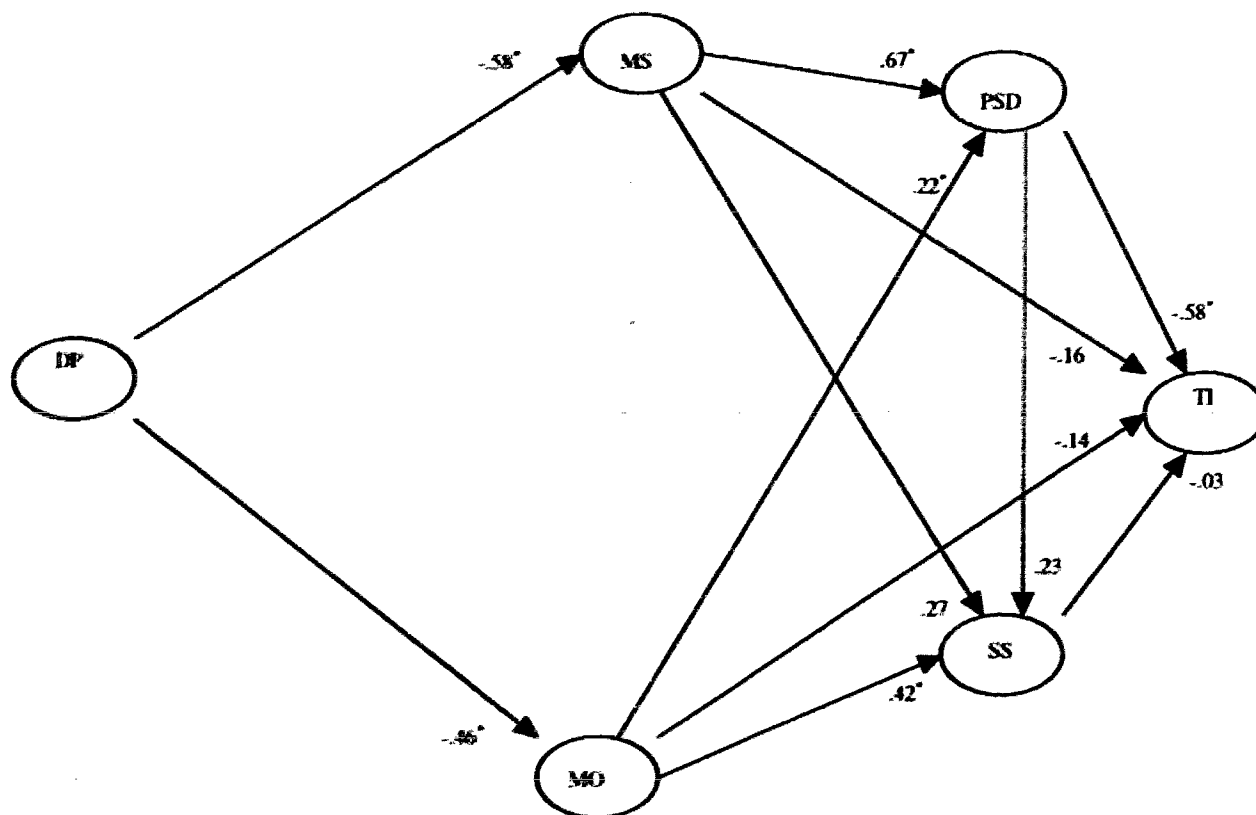 MS
-.58*
.67*
PSD
.22*
-.58*
DP
-.16
TI
-.14
-.03
.23
.27
SS
.42*
-.46*
MO